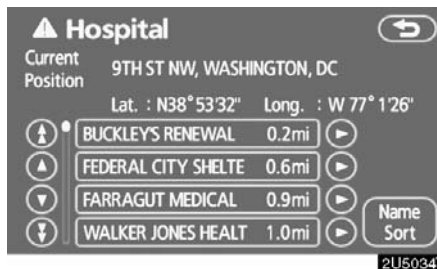 Hospital
Current Position
9TH ST NW, WASHINGTON, DC
Lat. : N38°53'32" Long. : W 77° 1'26"
BUCKLEY'S RENEWAL 0.2mi
FEDERAL CITY SHELTE 0.6mi
FARRAGUT MEDICAL 0.9mi
WALKER JONES HEALT 1.0mi
Name Sort
2U5034